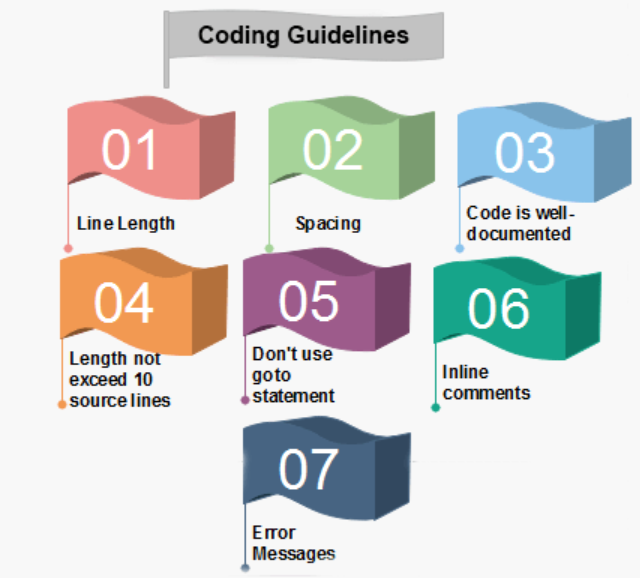 Coding Guidelines
01
Line Length
02
Spacing
03
Code is well-
documented
04
Length not
exceed 10
source lines
05
Don't use
goto
statement
06
Inline
comments
07
Error
Messages